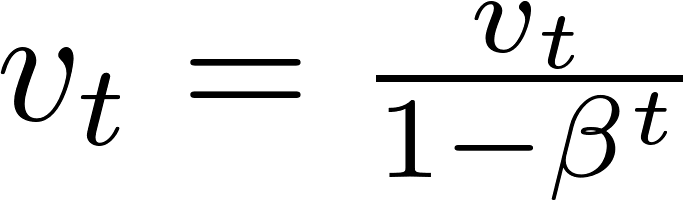 $v_t = \frac{v_t}{1-\beta^t}$